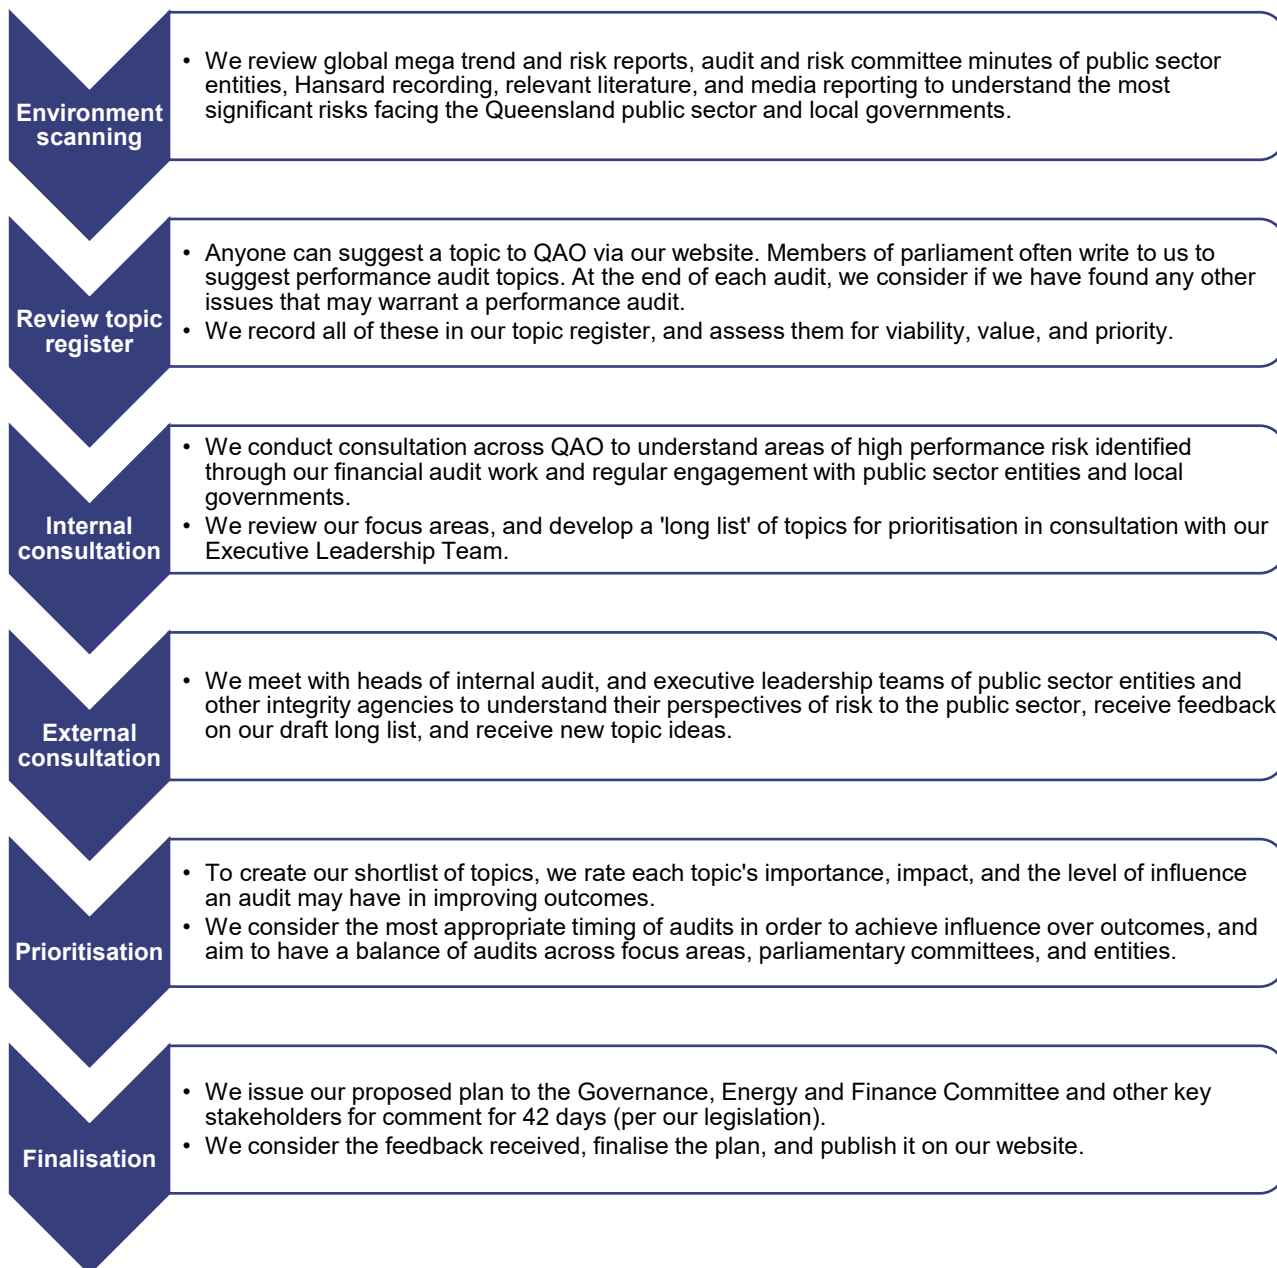 Environment
scanning
• We review global mega trend and risk reports, audit and risk committee minutes of public sector
entities, Hansard recording, relevant literature, and media reporting to understand the most
significant risks facing the Queensland public sector and local governments.
Review topic
register
• Anyone can suggest a topic to QAO via our website. Members of parliament often write to us to
suggest performance audit topics. At the end of each audit, we consider if we have found any other
issues that may warrant a performance audit.
• We record all of these in our topic register, and assess them for viability, value, and priority.
Internal
consultation
• We conduct consultation across QAO to understand areas of high performance risk identified
through our financial audit work and regular engagement with public sector entities and local
governments.
• We review our focus areas, and develop a 'long list' of topics for prioritisation in consultation with our
Executive Leadership Team.
External
consultation
• We meet with heads of internal audit, and executive leadership teams of public sector entities and
other integrity agencies to understand their perspectives of risk to the public sector, receive feedback
on our draft long list, and receive new topic ideas.
Prioritisation
• To create our shortlist of topics, we rate each topic's importance, impact, and the level of influence
an audit may have in improving outcomes.
• We consider the most appropriate timing of audits in order to achieve influence over outcomes, and
aim to have a balance of audits across focus areas, parliamentary committees, and entities.
Finalisation
• We issue our proposed plan to the Governance, Energy and Finance Committee and other key
stakeholders for comment for 42 days (per our legislation).
• We consider the feedback received, finalise the plan, and publish it on our website.